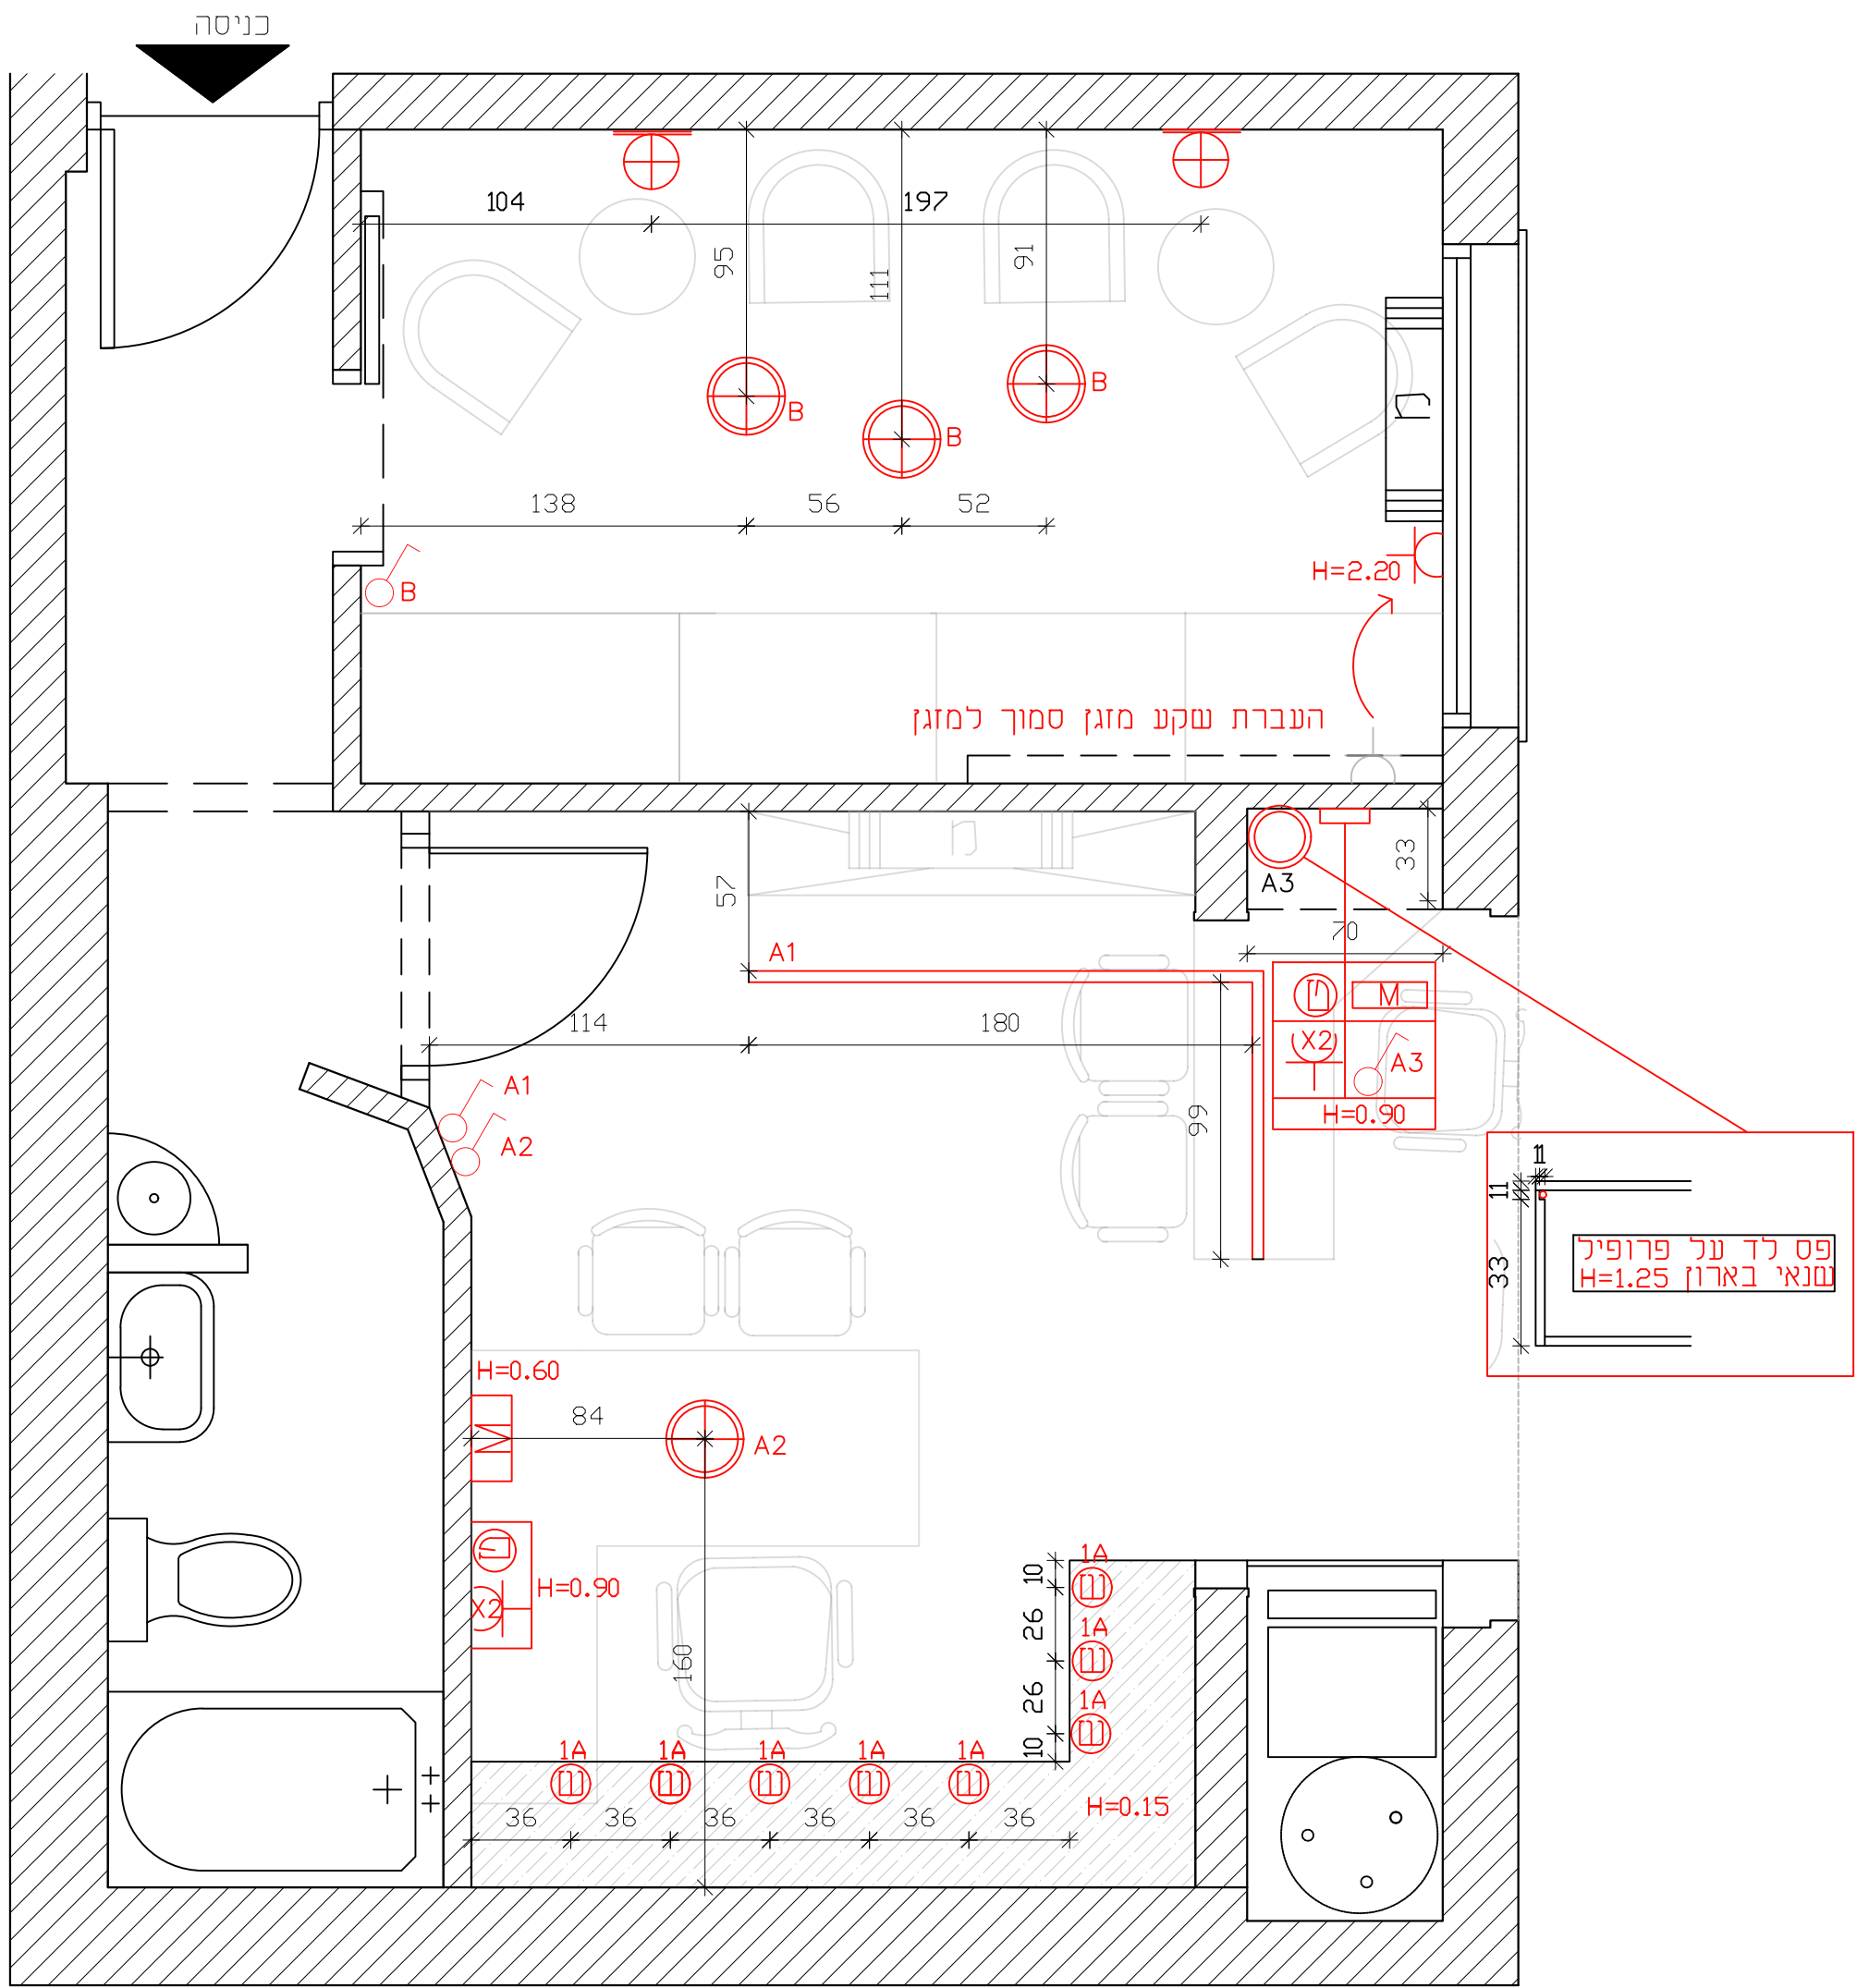 כניסה
104
197
95
111
91
B
B
B
מ
138
56
52
H=2.20
B
העברת שקע מזגן סמוך למזגן
מ
57
33
A3
70
A1
ת
M
114
180
X2
A3
H=0.90
A1
A2
99
11
11
33
פס לד על פרופיל
שנאי בארון H=1.25
H=0.60
M
84
A2
ת
X2
H=0.90
160
1A
ש
10
26
1A
ש
26
1A
ש
10
1A
1A
1A
1A
1A
ש
ש
ש
ש
ש
H=0.15
36
36
36
36
36
36